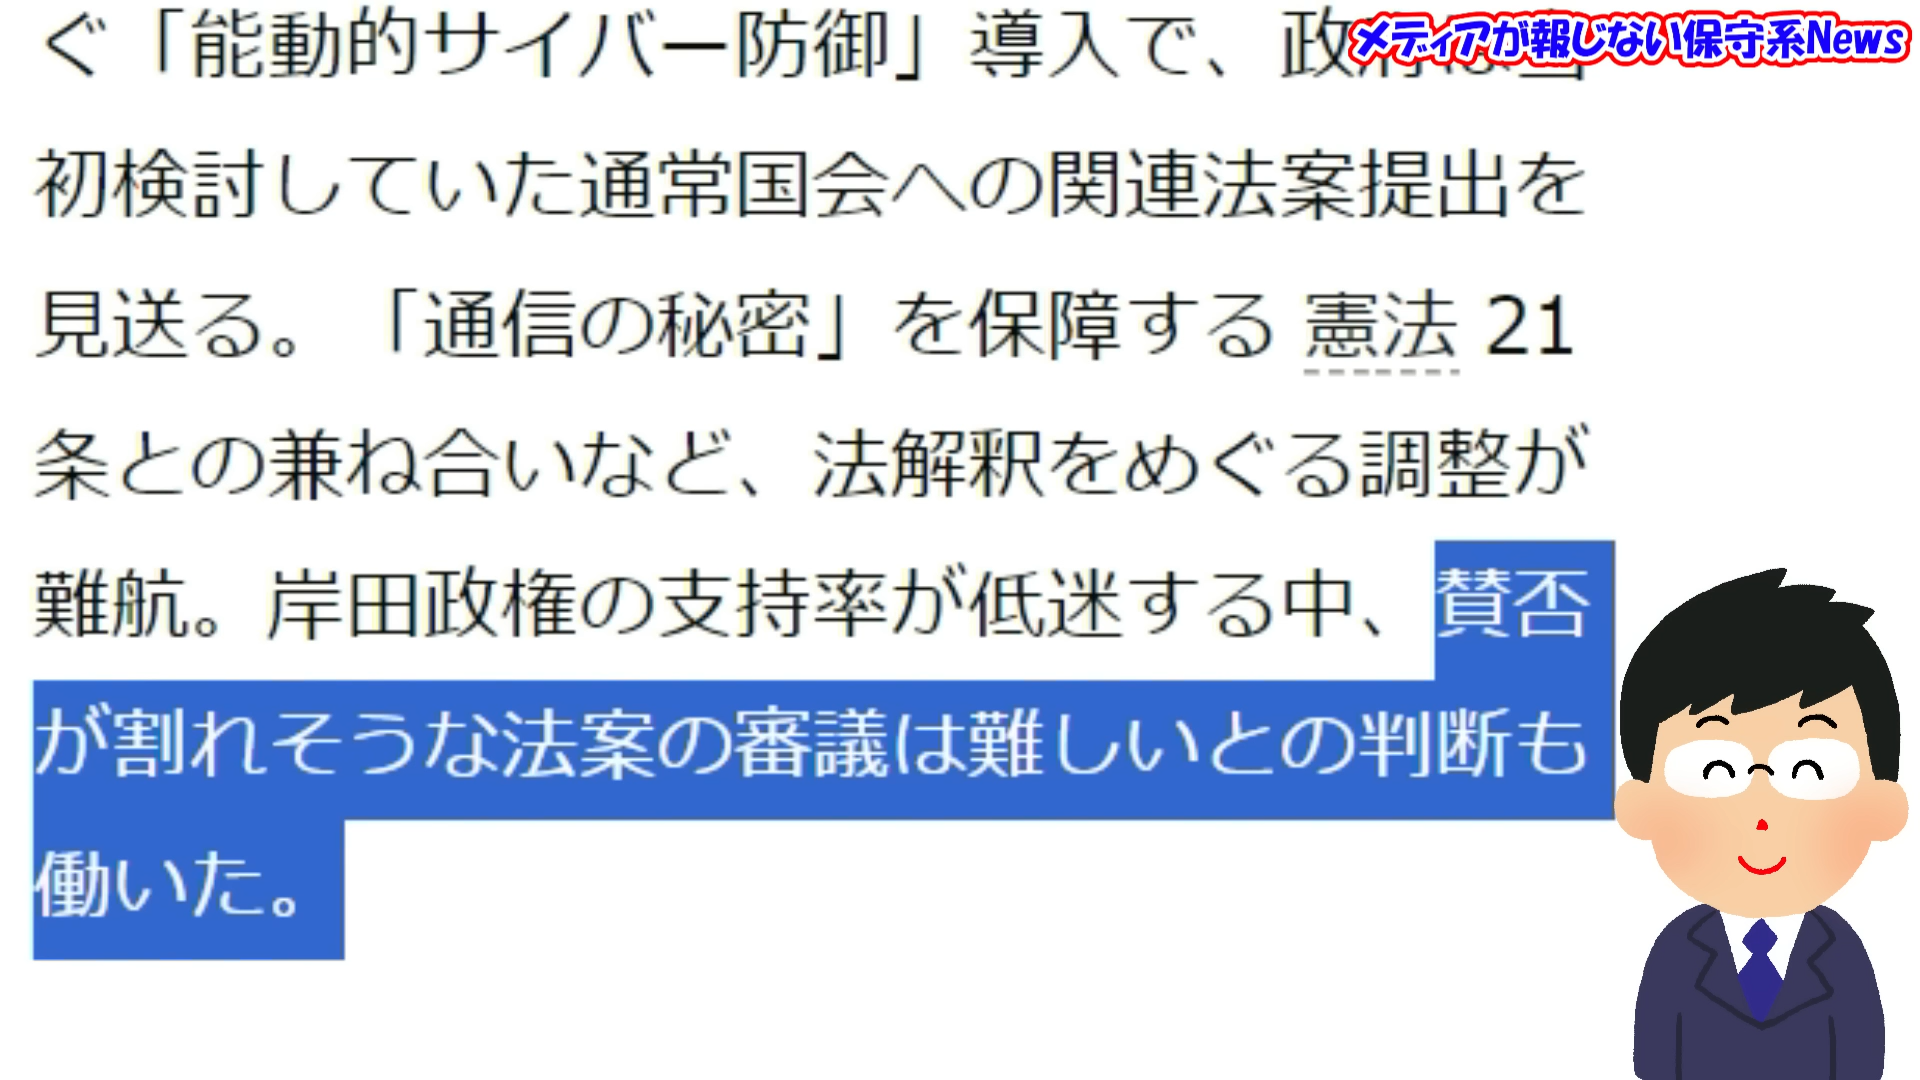 ぐ「能動的サイバー防御」導入で、政府は当
メディアが報じない保守系News
初検討していた通常国会への関連法案提出を
見送る。「通信の秘密」を保障する 憲法 21
条との兼ね合いなど、法解釈をめぐる調整が
難航。岸田政権の支持率が低迷する中、賛否
が割れそうな法案の審議は難しいとの判断も
働いた。